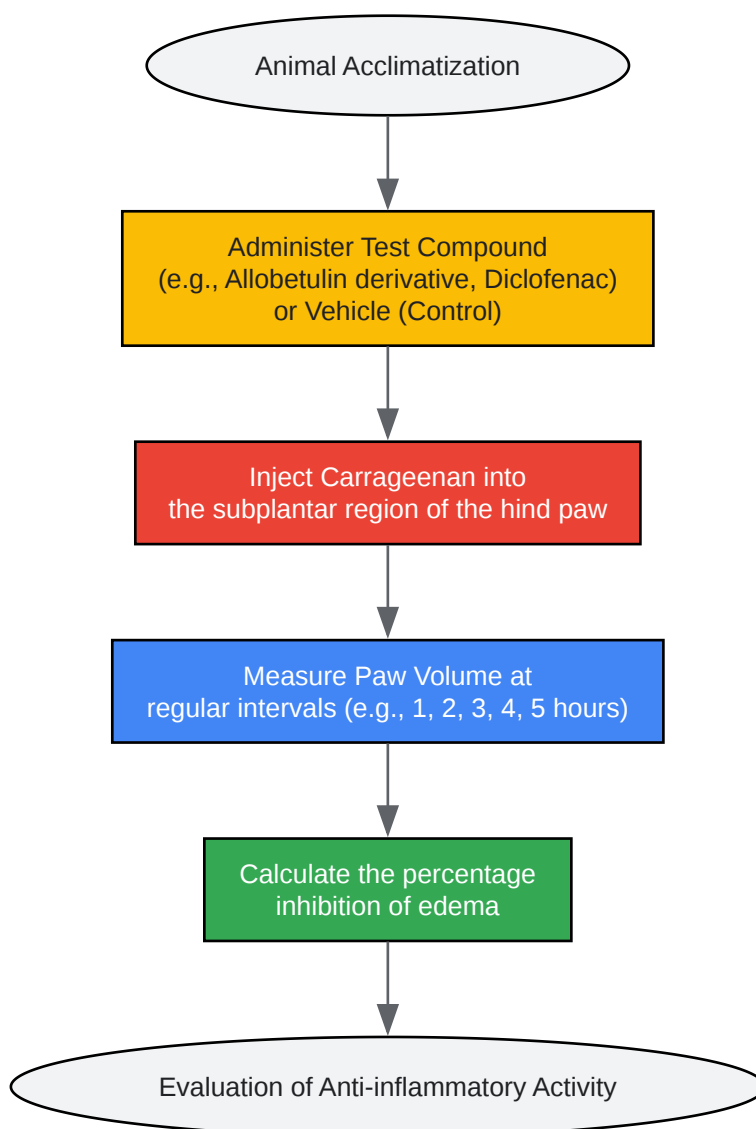 Animal Acclimatization
Administer Test Compound
(e.g., Allobetulin derivative, Diclofenac)
or Vehicle (Control)
Inject Carrageenan into
the subplantar region of the hind paw
Measure Paw Volume at
regular intervals (e.g., 1, 2, 3, 4, 5 hours)
Calculate the percentage
inhibition of edema
Evaluation of Anti-inflammatory Activity